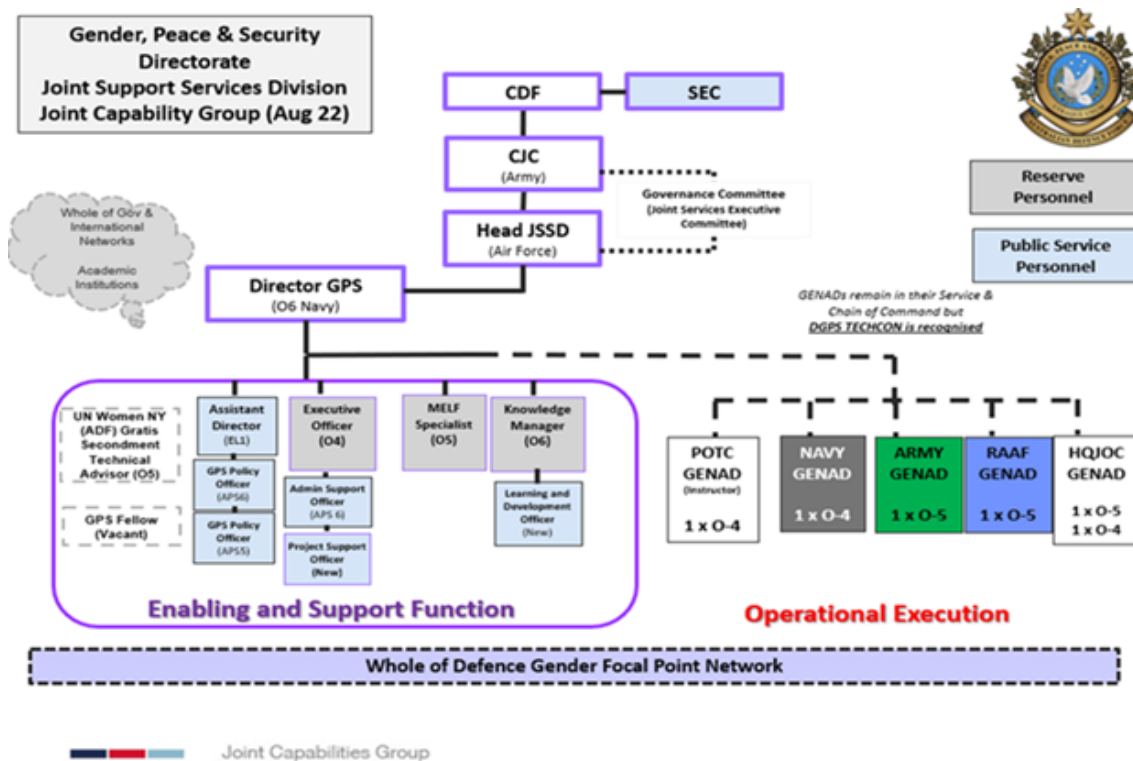 Gender, Peace & Security
Directorate
Joint Support Services Division
Joint Capability Group (Aug 22)
CDF
SEC
CJC
(Army)
Governance Committee
(Joint Services Executive
Committee)
Head JSSD
(Air Force)
Director GPS
(O6 Navy)
Whole of Gov &
International
Networks
Academic
Institutions
GENDER, PEACE AND SECURITY
AUSTRALIAN DEFENCE FORCE
Reserve
Personnel
Public Service
Personnel
GENADs remain in their Service &
Chain of Command but
DGPS TECHCON is recognised
UN Women NY
(ADF) Gratis
Secondment
Technical
Advisor (O5)
GPS Fellow
(Vacant)
Assistant
Director
(EL1)
GPS Policy
Officer
(APS6)
GPS Policy
Officer
(APS5)
Executive
Officer
(O4)
Admin Support
Officer
(APS 6)
Project Support
Officer
(New)
MELF
Specialist
(O5)
Knowledge
Manager
(O6)
Learning and
Development
Officer
(New)
Enabling and Support Function
POTC
GENAD
(Instructor)
1 x O-4
NAVY
GENAD
1 x O-4
ARMY
GENAD
1 x O-5
RAAF
GENAD
1 x O-5
HQJOC
GENAD
1 x O-5
1 x O-4
Operational Execution
Whole of Defence Gender Focal Point Network
Joint Capabilities Group